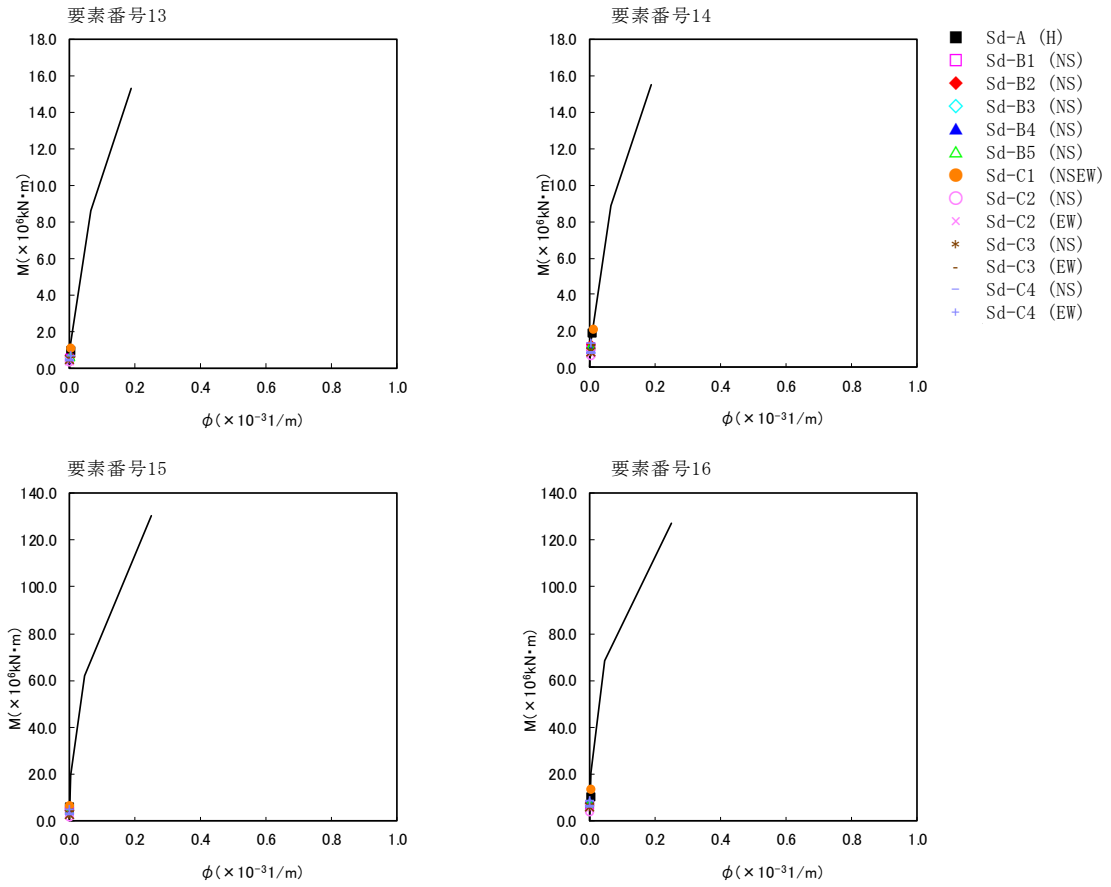 要素番号13
18.0
16.0
14.0
12.0
10.0
8.0
6.0
4.0
2.0
0.0
M(×10⁶kN・m)
0.0 0.2 0.4 0.6 0.8 1.0
φ(×10⁻³1/m)
要素番号14
18.0
16.0
14.0
12.0
10.0
8.0
6.0
4.0
2.0
0.0
M(×10⁶kN・m)
0.0 0.2 0.4 0.6 0.8 1.0
φ(×10⁻³1/m)
Sd-A (H)
Sd-B1 (NS)
Sd-B2 (NS)
Sd-B3 (NS)
Sd-B4 (NS)
Sd-B5 (NS)
Sd-C1 (NSEW)
Sd-C2 (NS)
Sd-C2 (EW)
Sd-C3 (NS)
Sd-C3 (EW)
Sd-C4 (NS)
Sd-C4 (EW)
要素番号15
140.0
120.0
100.0
80.0
60.0
40.0
20.0
0.0
M(×10⁶kN・m)
0.0 0.2 0.4 0.6 0.8 1.0
φ(×10⁻³1/m)
要素番号16
140.0
120.0
100.0
80.0
60.0
40.0
20.0
0.0
M(×10⁶kN・m)
0.0 0.2 0.4 0.6 0.8 1.0
φ(×10⁻³1/m)